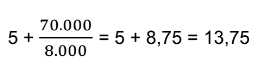 5 + 70.000/8.000 = 5 + 8,75 = 13,75